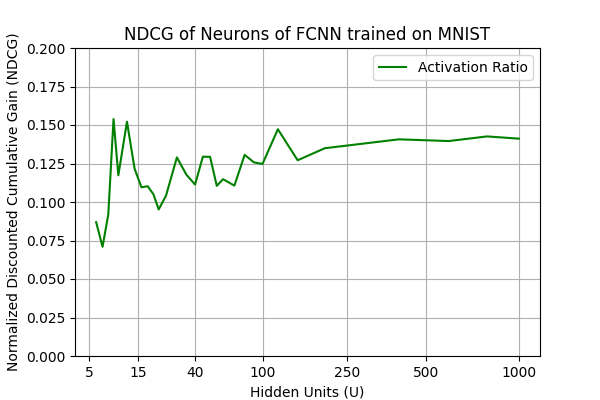 NDCG of Neurons of FCNN trained on MNIST
Normalized Discounted Cumulative Gain (NDCG)
0.200
0.175
0.150
0.125
0.100
0.075
0.050
0.025
0.000
Activation Ratio
5 15 40 100 250 500 1000
Hidden Units (U)